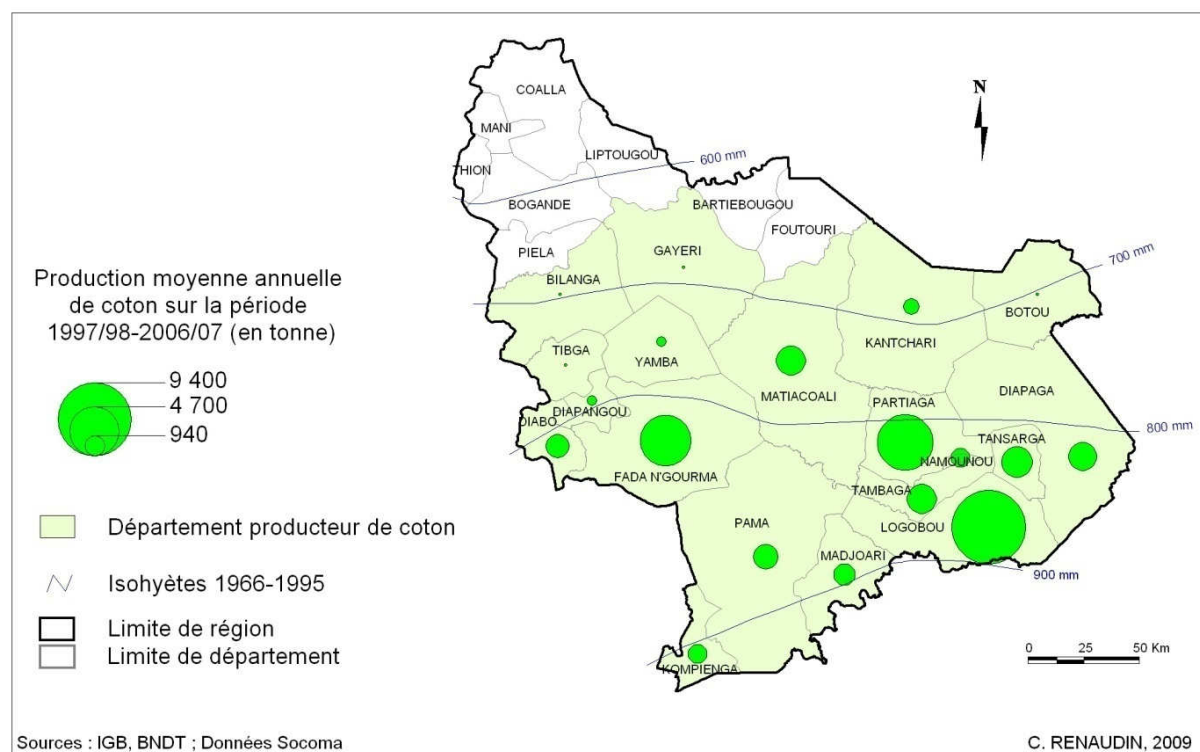 COALLA
N
MANI
THION
LIPTOUGOU
600 mm
BOGANDE
BARTIEBOUGOU
FOUTOURI
PIELA
GAYERI
700 mm
BILANGA
BOTOU
KANTCHARI
TIBGA
YAMBA
MATIACOALI
DIAPAGA
DIAPANGOU
PARTIAGA
DIABO
800 mm
TANSARGA
NAMOUNOU
FADA N'GOURMA
TAMBAGA
LOGOBOU
PAMA
MADJOARI
900 mm
KOMPIENGA
Production moyenne annuelle
de coton sur la période
1997/98-2006/07 (en tonne)
9 400
4 700
940
Département producteur de coton
Isohyètes 1966-1995
Limite de région
Limite de département
0 25 50 Km
Sources : IGB, BNDT ; Données Socoma
C. RENAUDIN, 2009